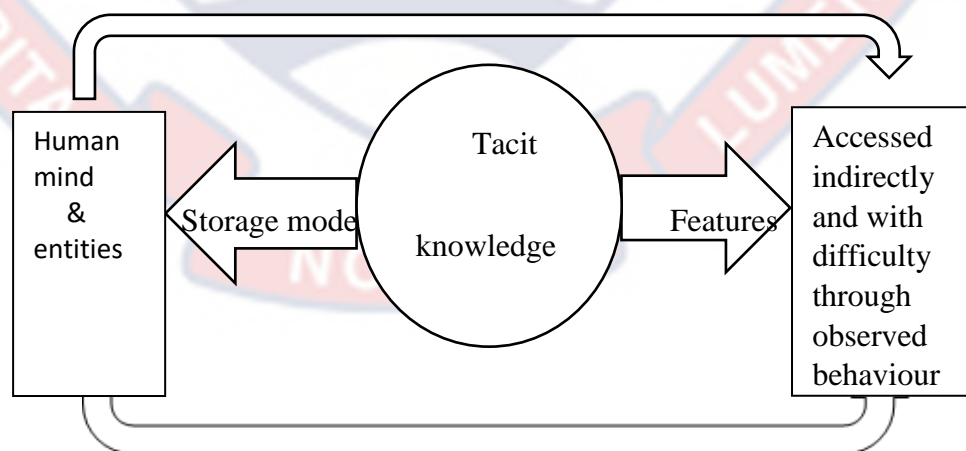 Human
mind
&
entities
Storage mode
Tacit
knowledge
Features
Accessed
indirectly
and with
difficulty
through
observed
behaviour